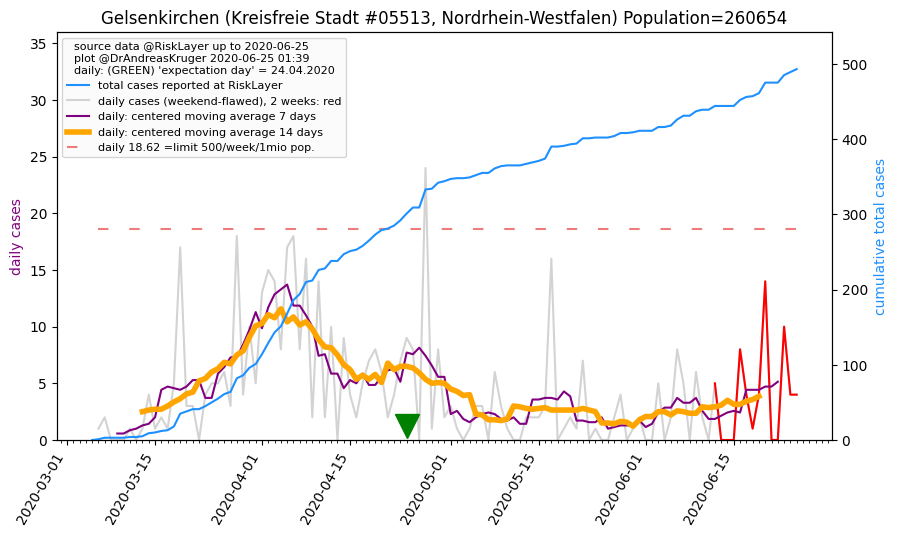 Gelsenkirchen (Kreisfreie Stadt #05513, Nordrhein-Westfalen) Population=260654
source data @RiskLayer up to 2020-06-25
plot @DrAndreasKruger 2020-06-25 01:39
daily: (GREEN) 'expectation day' = 24.04.2020
total cases reported at RiskLayer
daily cases (weekend-flawed), 2 weeks: red
daily: centered moving average 7 days
daily: centered moving average 14 days
daily 18.62 =limit 500/week/1mio pop.
daily cases
35
30
25
20
15
10
5
0
cumulative total cases
500
400
300
200
100
0
2020-03-01
2020-03-15
2020-04-01
2020-04-15
2020-05-01
2020-05-15
2020-06-01
2020-06-15